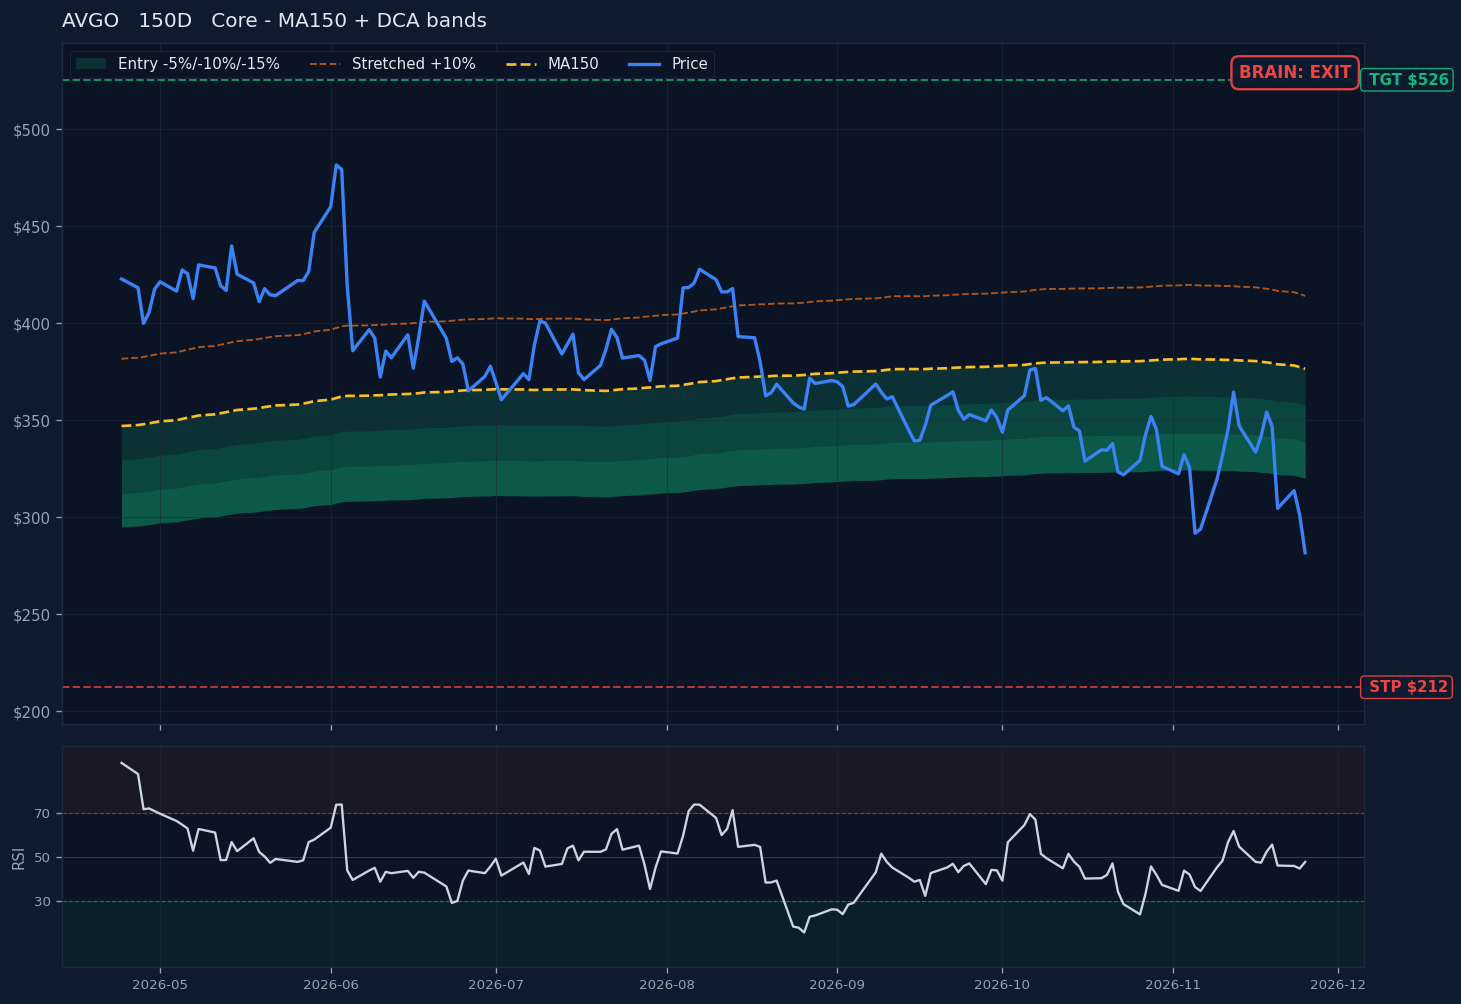 AVGO 150D Core - MA150 + DCA bands
Entry -5%/-10%/-15% Stretched +10% MA150 Price
BRAIN: EXIT
TGT $526
$500
$450
$400
$350
$300
$250
STP $212
$200
70
50
30
RSI
2026-05 2026-06 2026-07 2026-08 2026-09 2026-10 2026-11 2026-12